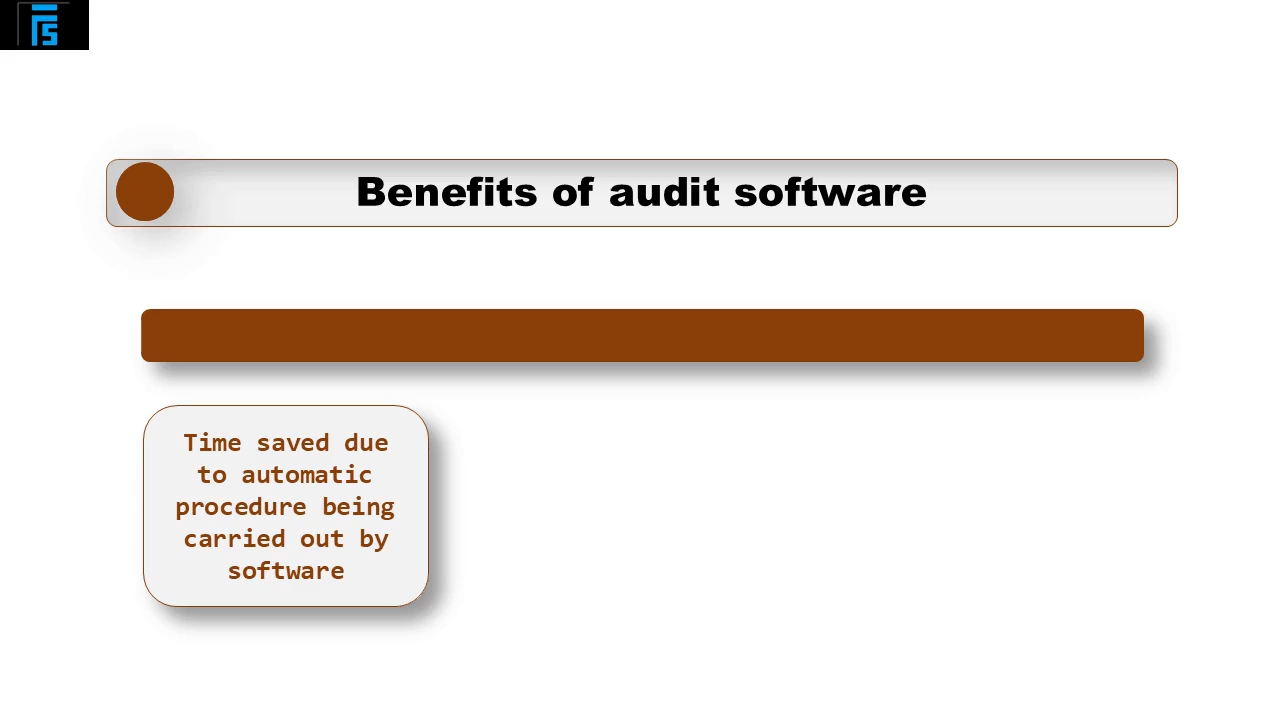 Benefits of audit software
Time saved due
to automatic
procedure being
carried out by
software